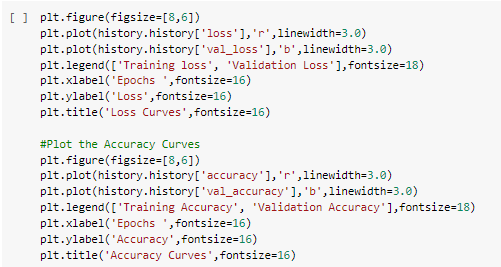 [ ] plt.figure(figsize=[8,6])
plt.plot(history.history['loss'],'r',linewidth=3.0)
plt.plot(history.history['val_loss'],'b',linewidth=3.0)
plt.legend(['Training loss', 'Validation Loss'],fontsize=18)
plt.xlabel('Epochs ',fontsize=16)
plt.ylabel('Loss',fontsize=16)
plt.title('Loss Curves',fontsize=16)

#Plot the Accuracy Curves
plt.figure(figsize=[8,6])
plt.plot(history.history['accuracy'],'r',linewidth=3.0)
plt.plot(history.history['val_accuracy'],'b',linewidth=3.0)
plt.legend(['Training Accuracy', 'Validation Accuracy'],fontsize=18)
plt.xlabel('Epochs ',fontsize=16)
plt.ylabel('Accuracy',fontsize=16)
plt.title('Accuracy Curves',fontsize=16)